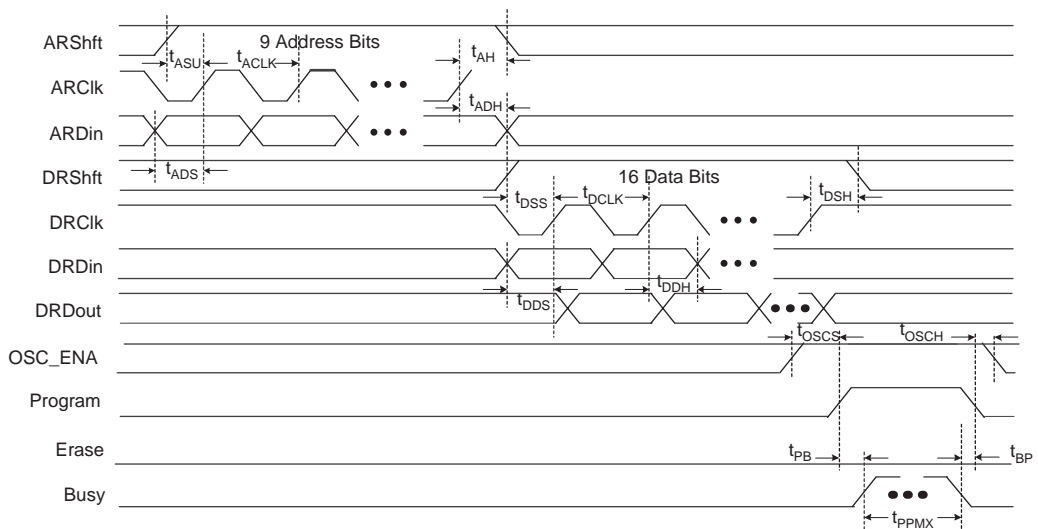 ARShft
9 Address Bits
tASU
tACLK
tAH
ARClk
tADH
ARDin
tADS
DRShft
16 Data Bits
tDSS
tDCLK
tDSH
DRClk
DRDin
tDDS
tDDH
DRDout
tOSCS
tOSCH
OSC_ENA
Program
Erase
tPB
tBP
Busy
tPPMX